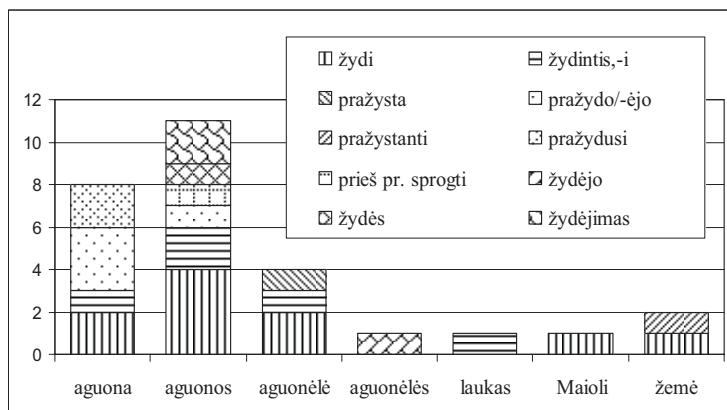 žydi žydintis,-i
pražysta pražydo/-ėjo
pražystanti pražydusi
prieš pr. sprogti žydėjo
žydės žydėjimas
12
10
8
6
4
2
0
aguona aguonos aguonėlė aguonėlės laukas Maioli žemė